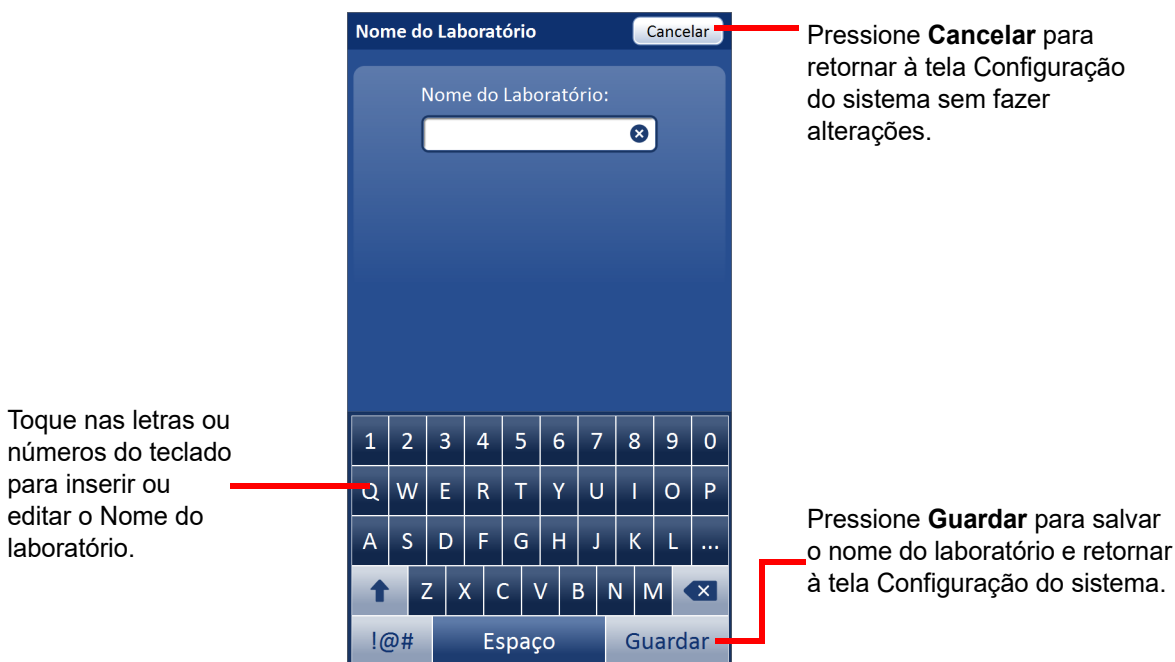 Nome do Laboratório
Cancelar
Pressione Cancelar para
retornar à tela Configuração
do sistema sem fazer
alterações.
Nome do Laboratório:
Toque nas letras ou
números do teclado
para inserir ou
editar o Nome do
laboratório.
1 2 3 4 5 6 7 8 9 0
Q W E R T Y U I O P
A S D F G H J K L ...
Z X C V B N M
!@# Espaço Guardar
Pressione Guardar para salvar
o nome do laboratório e retornar
à tela Configuração do sistema.